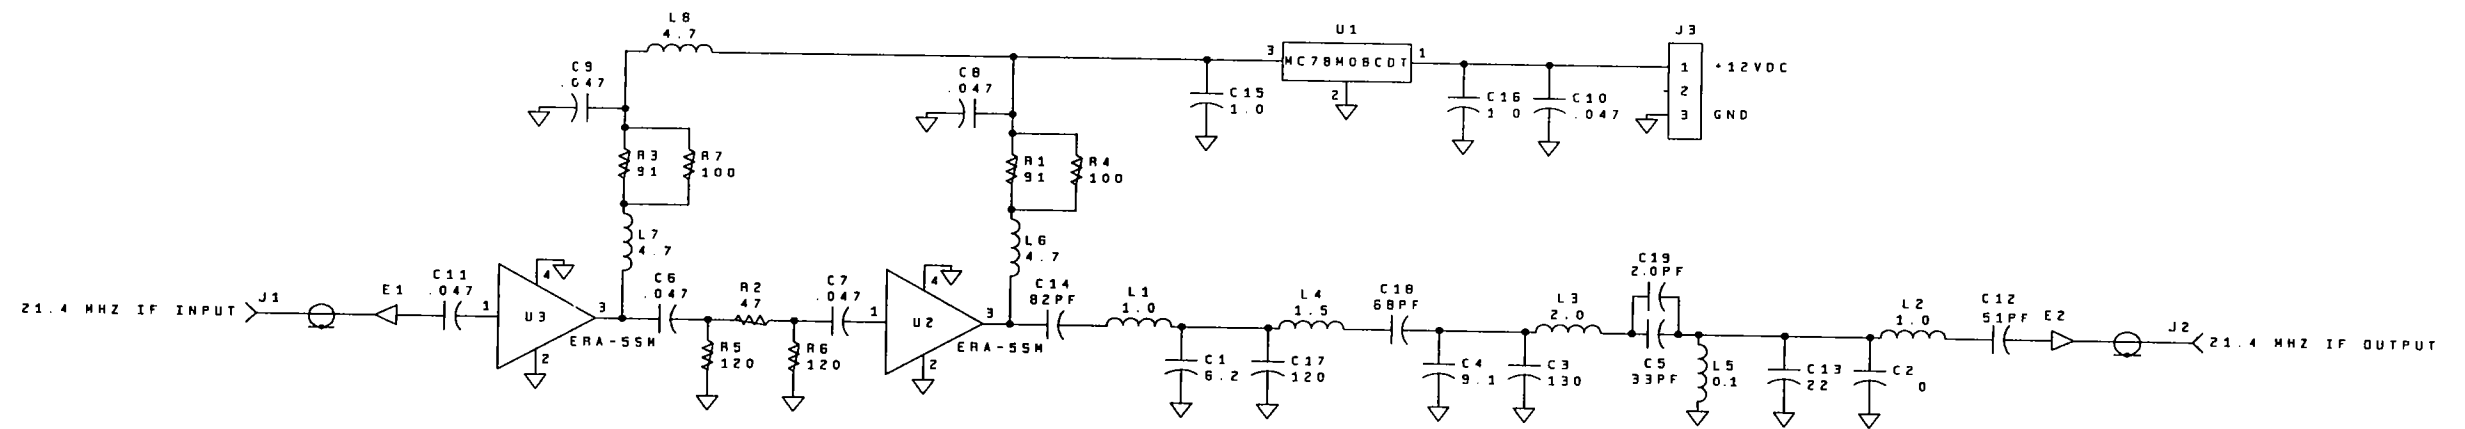 L8
4.7
U1
J3
3
MC78M08CDT
1
1
+12VDC
2
2
3
GND
C9
.047
C8
.047
C15
1.0
C16
1 0
C10
.047
R3
91
R7
100
R1
91
R4
100
L7
4.7
L6
4.7
21.4 MHZ IF INPUT
J1
E1
C11
.047
1
4
U3
3
2
ERA-5SM
C6
.047
R2
47
C7
.047
R5
120
R6
120
1
4
U2
3
2
ERA-5SM
C14
82PF
L1
1.0
C1
6.2
C17
120
L4
1.5
C18
68PF
C4
9.1
C3
130
L3
2.0
C19
2.0PF
C5
33PF
L5
0.1
C13
22
C2
0
L2
1.0
C12
51PF
E2
J2
21.4 MHZ IF OUTPUT